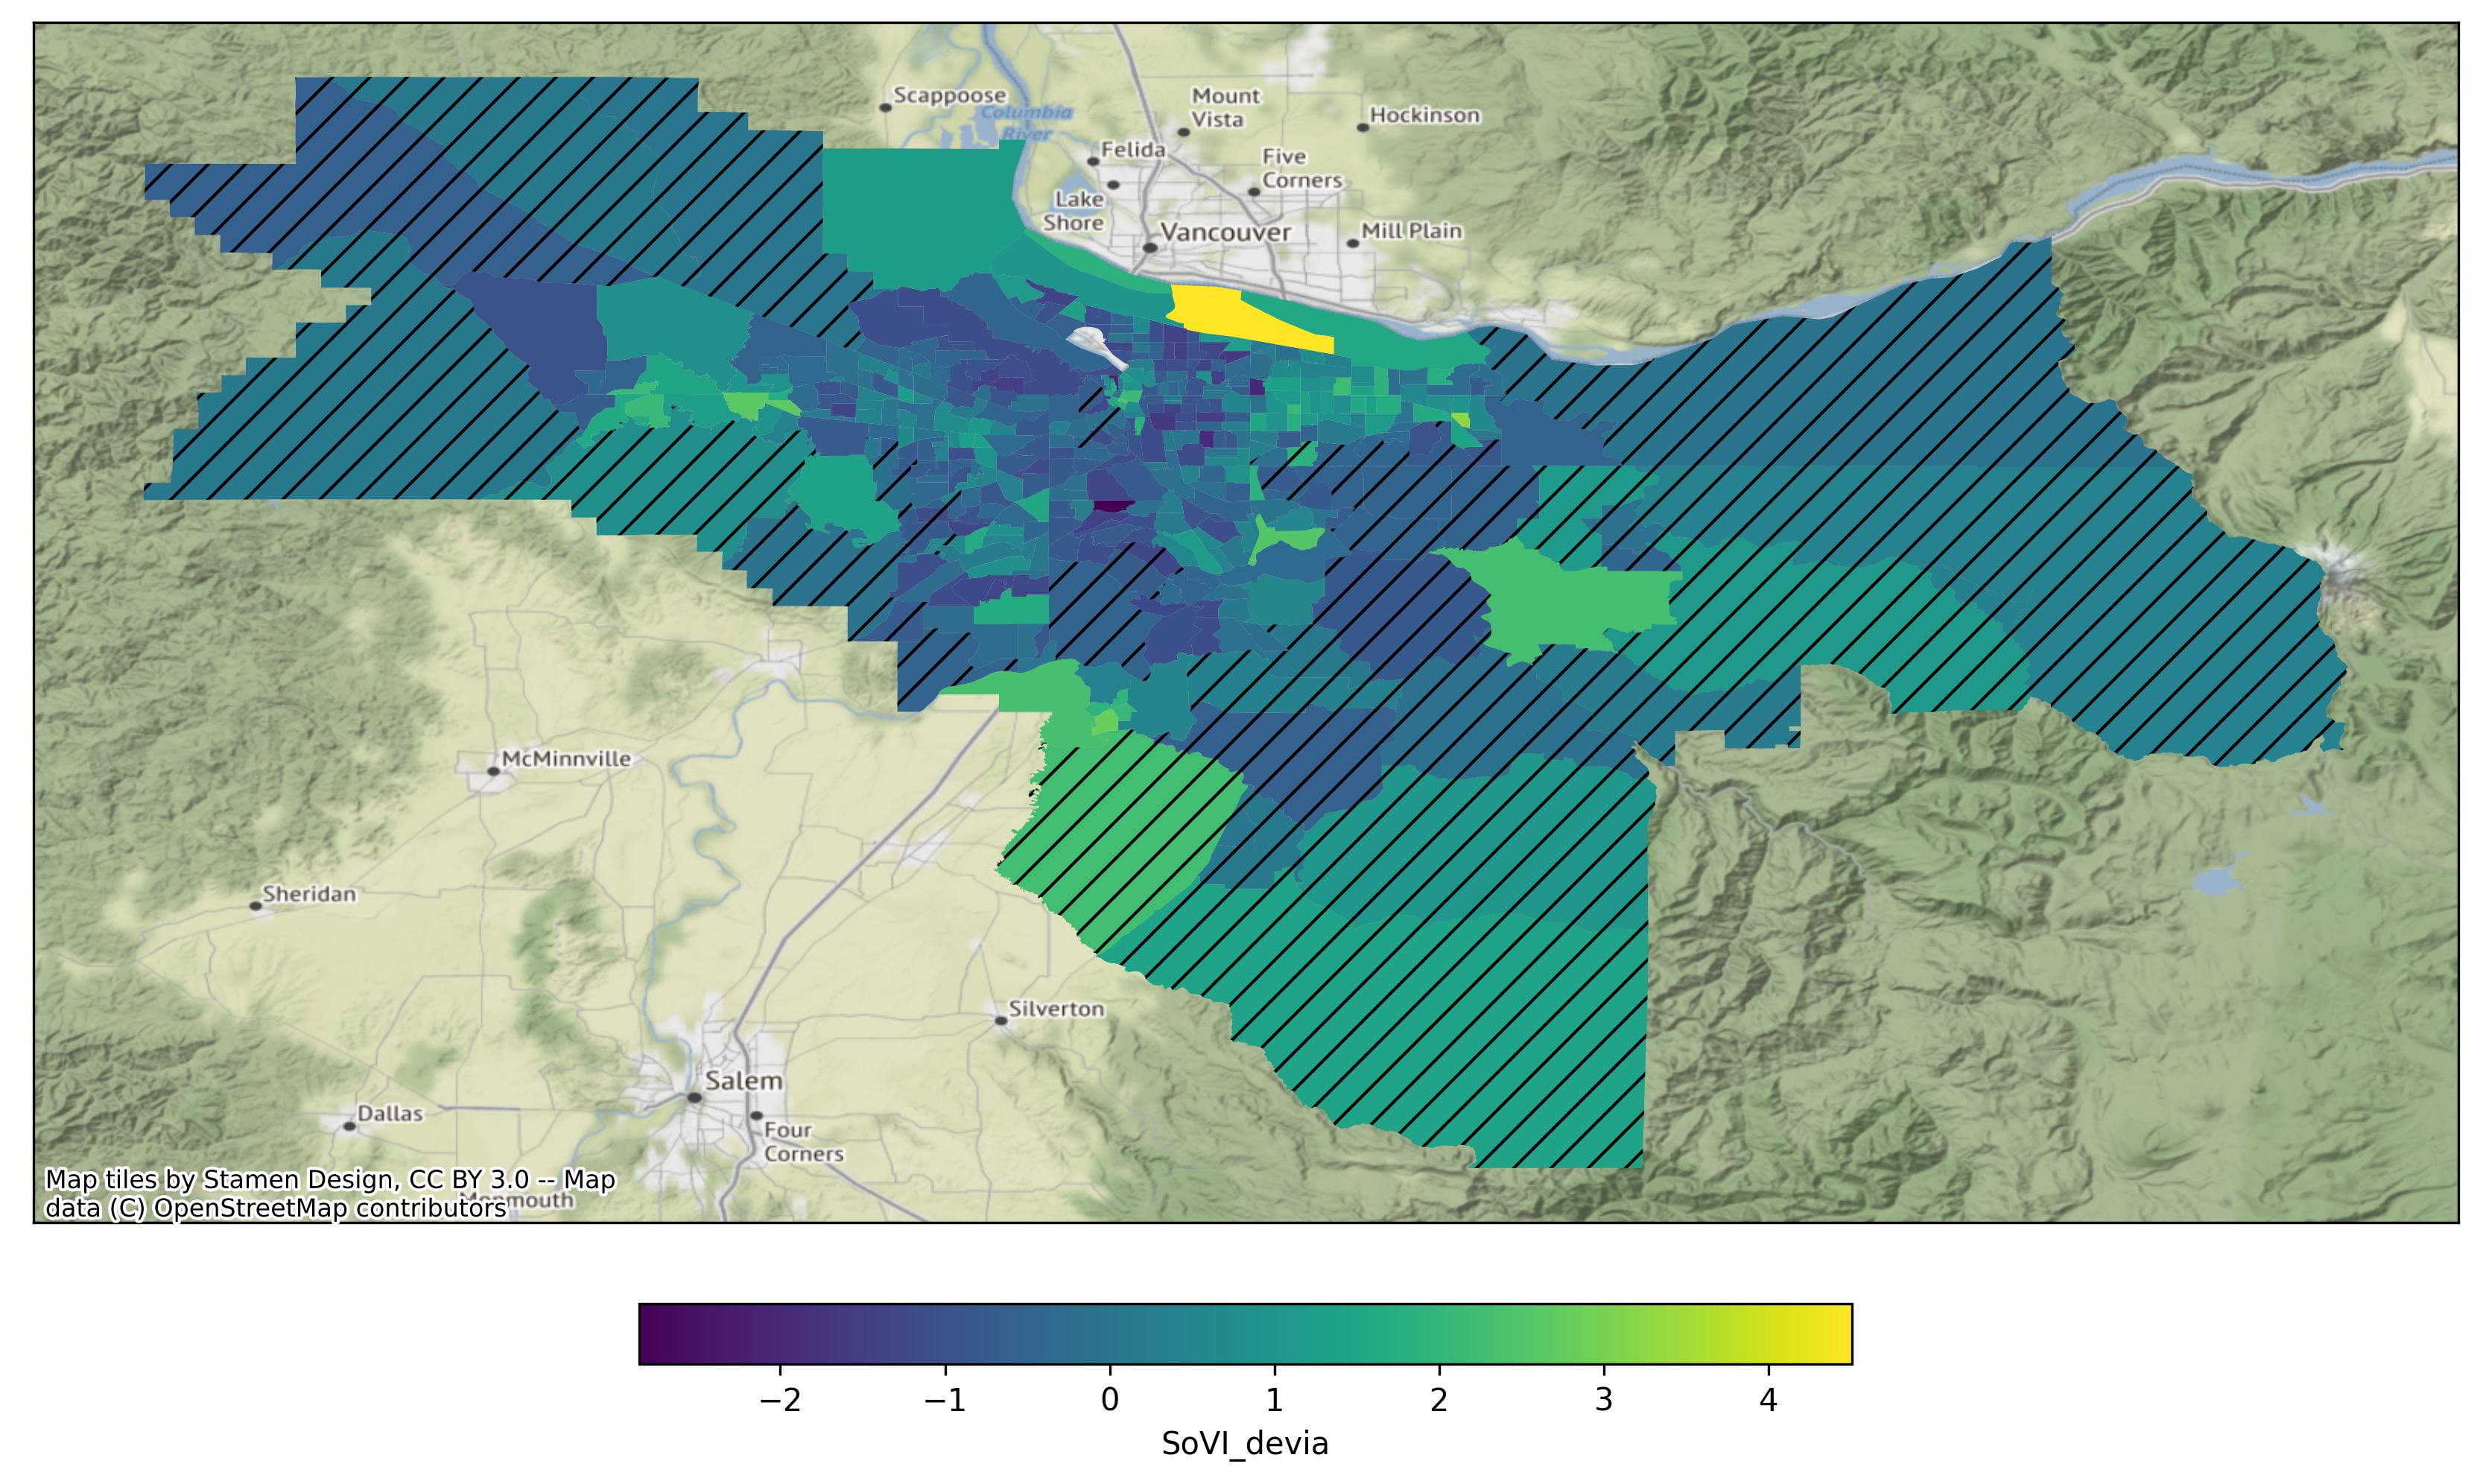 Scappoose
Columbia
River
Mount
Vista
Hockinson
Felida
Five
Corners
Lake
Shore
Vancouver
Mill Plain
McMinnville
Sheridan
Silverton
Salem
Dallas
Four
Corners
Map tiles by Stamen Design, CC BY 3.0 -- Map
data (C) OpenStreetMap contributors
−2
−1
0
1
2
3
4
SoVI_devia